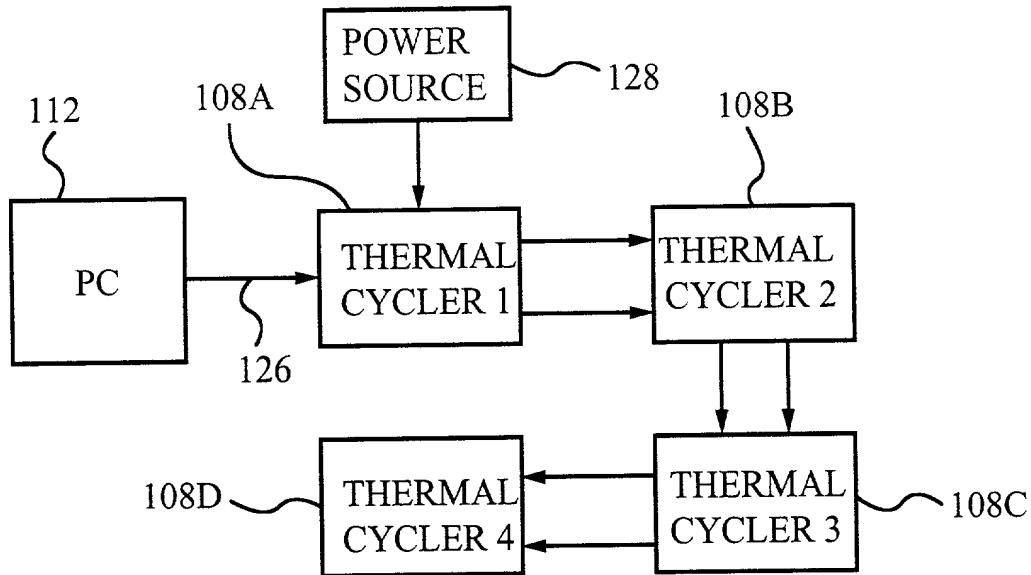 POWER
SOURCE
128
108A
108B
112
PC
126
THERMAL
CYCLER 1
THERMAL
CYCLER 2
108D
THERMAL
CYCLER 4
THERMAL
CYCLER 3
108C